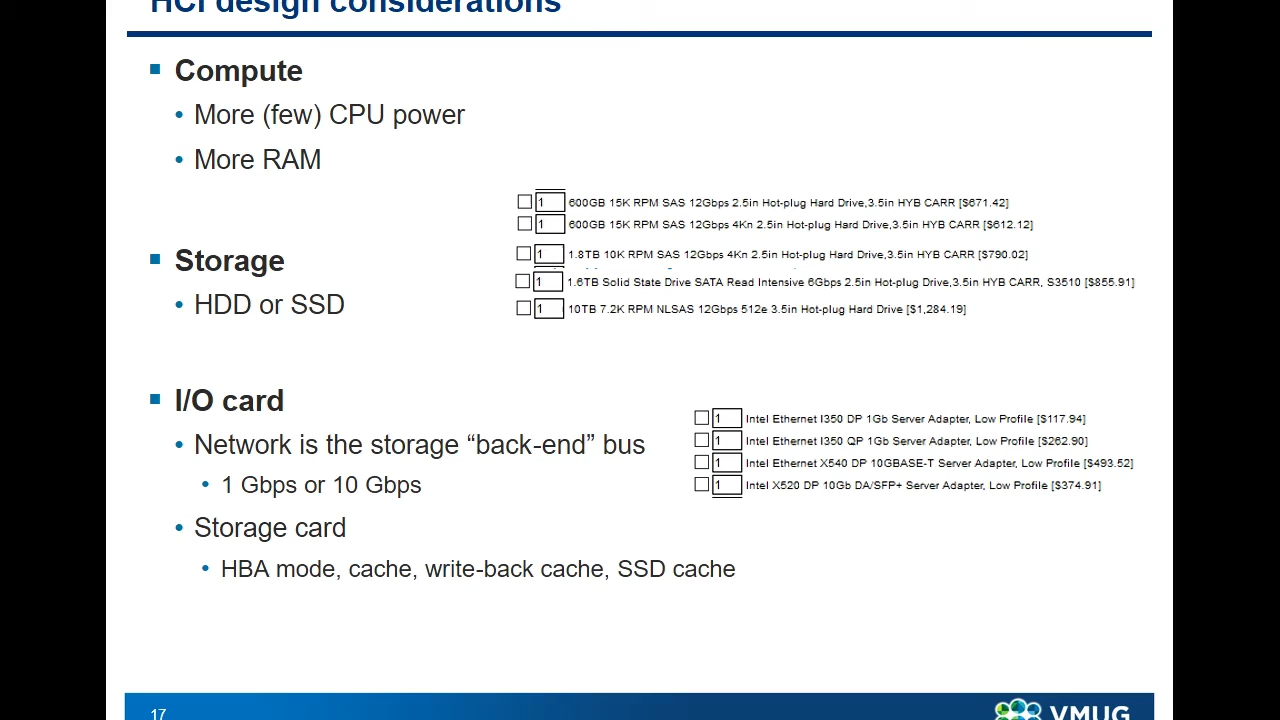 HCI design considerations
Compute
More (few) CPU power
More RAM
1 600GB 15K RPM SAS 12Gbps 2.5in Hot-plug Hard Drive,3.5in HYB CARR [$671.42]
1 600GB 15K RPM SAS 12Gbps 4Kn 2.5in Hot-plug Hard Drive,3.5in HYB CARR [$612.12]
1 1.8TB 10K RPM SAS 12Gbps 4Kn 2.5in Hot-plug Hard Drive,3.5in HYB CARR [$790.02]
1 1.6TB Solid State Drive SATA Read Intensive 6Gbps 2.5in Hot-plug Drive,3.5in HYB CARR, S3510 [$855.91]
1 10TB 7.2K RPM NLSAS 12Gbps 512e 3.5in Hot-plug Hard Drive [$1,284.19]
Storage
HDD or SSD
I/O card
Network is the storage “back-end” bus
1 Gbps or 10 Gbps
1 Intel Ethernet I350 DP 1Gb Server Adapter, Low Profile [$117.94]
1 Intel Ethernet I350 QP 1Gb Server Adapter, Low Profile [$262.90]
1 Intel Ethernet X540 DP 10GBASE-T Server Adapter, Low Profile [$493.52]
1 Intel X520 DP 10Gb DA/SFP+ Server Adapter, Low Profile [$374.91]
Storage card
HBA mode, cache, write-back cache, SSD cache
17
VMUG